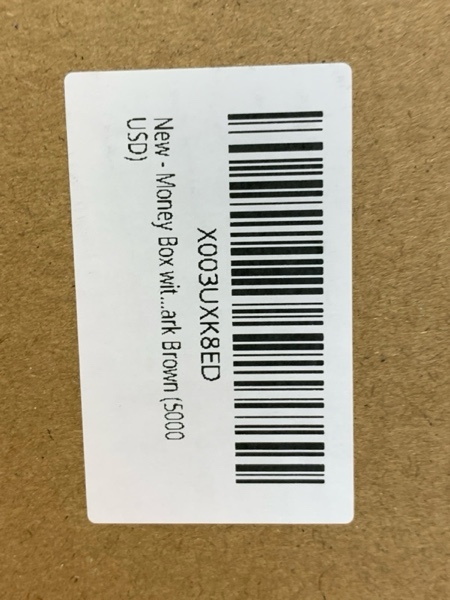 X003UXK8ED
New - Money Box wit...ark Brown (5000
USD)